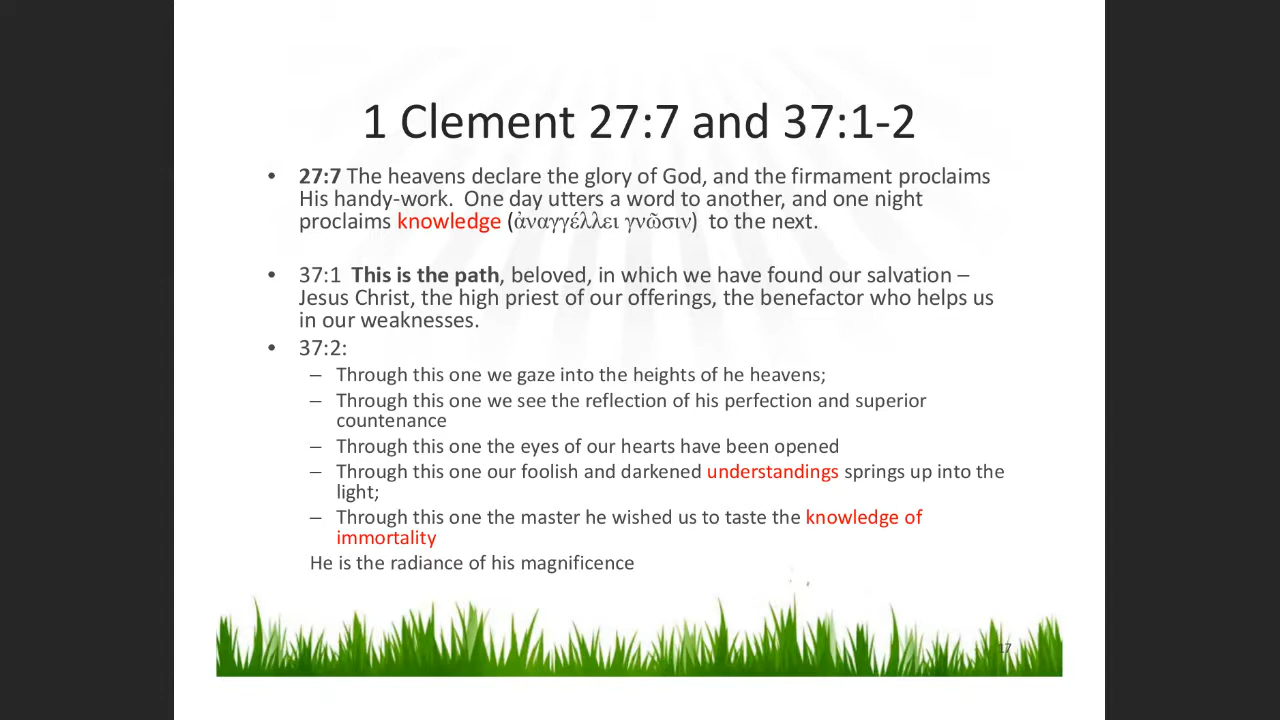 1 Clement 27:7 and 37:1-2
• 27:7 The heavens declare the glory of God, and the firmament proclaims
His handy-work.  One day utters a word to another, and one night
proclaims knowledge (ἀναγγέλλει γνῶσιν)  to the next.
• 37:1  This is the path, beloved, in which we have found our salvation –
Jesus Christ, the high priest of our offerings, the benefactor who helps us
in our weaknesses.
• 37:2:
– Through this one we gaze into the heights of he heavens;
– Through this one we see the reflection of his perfection and superior
countenance
– Through this one the eyes of our hearts have been opened
– Through this one our foolish and darkened understandings springs up into the
light;
– Through this one the master he wished us to taste the knowledge of
immortality
He is the radiance of his magnificence
17